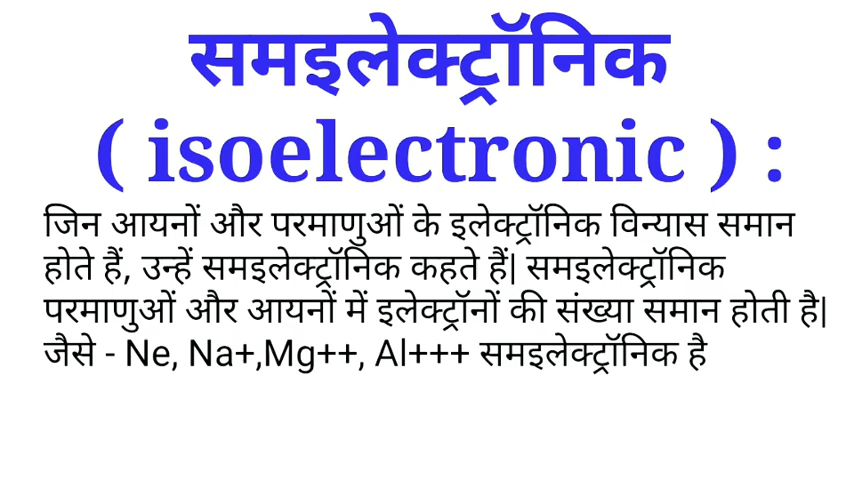 समइलेक्ट्रॉनिक
( isoelectronic ) :
जिन आयनों और परमाणुओं के इलेक्ट्रॉनिक विन्यास समान
होते हैं, उन्हें समइलेक्ट्रॉनिक कहते हैं| समइलेक्ट्रॉनिक
परमाणुओं और आयनों में इलेक्ट्रॉनों की संख्या समान होती है|
जैसे - Ne, Na+,Mg++, Al+++ समइलेक्ट्रॉनिक है